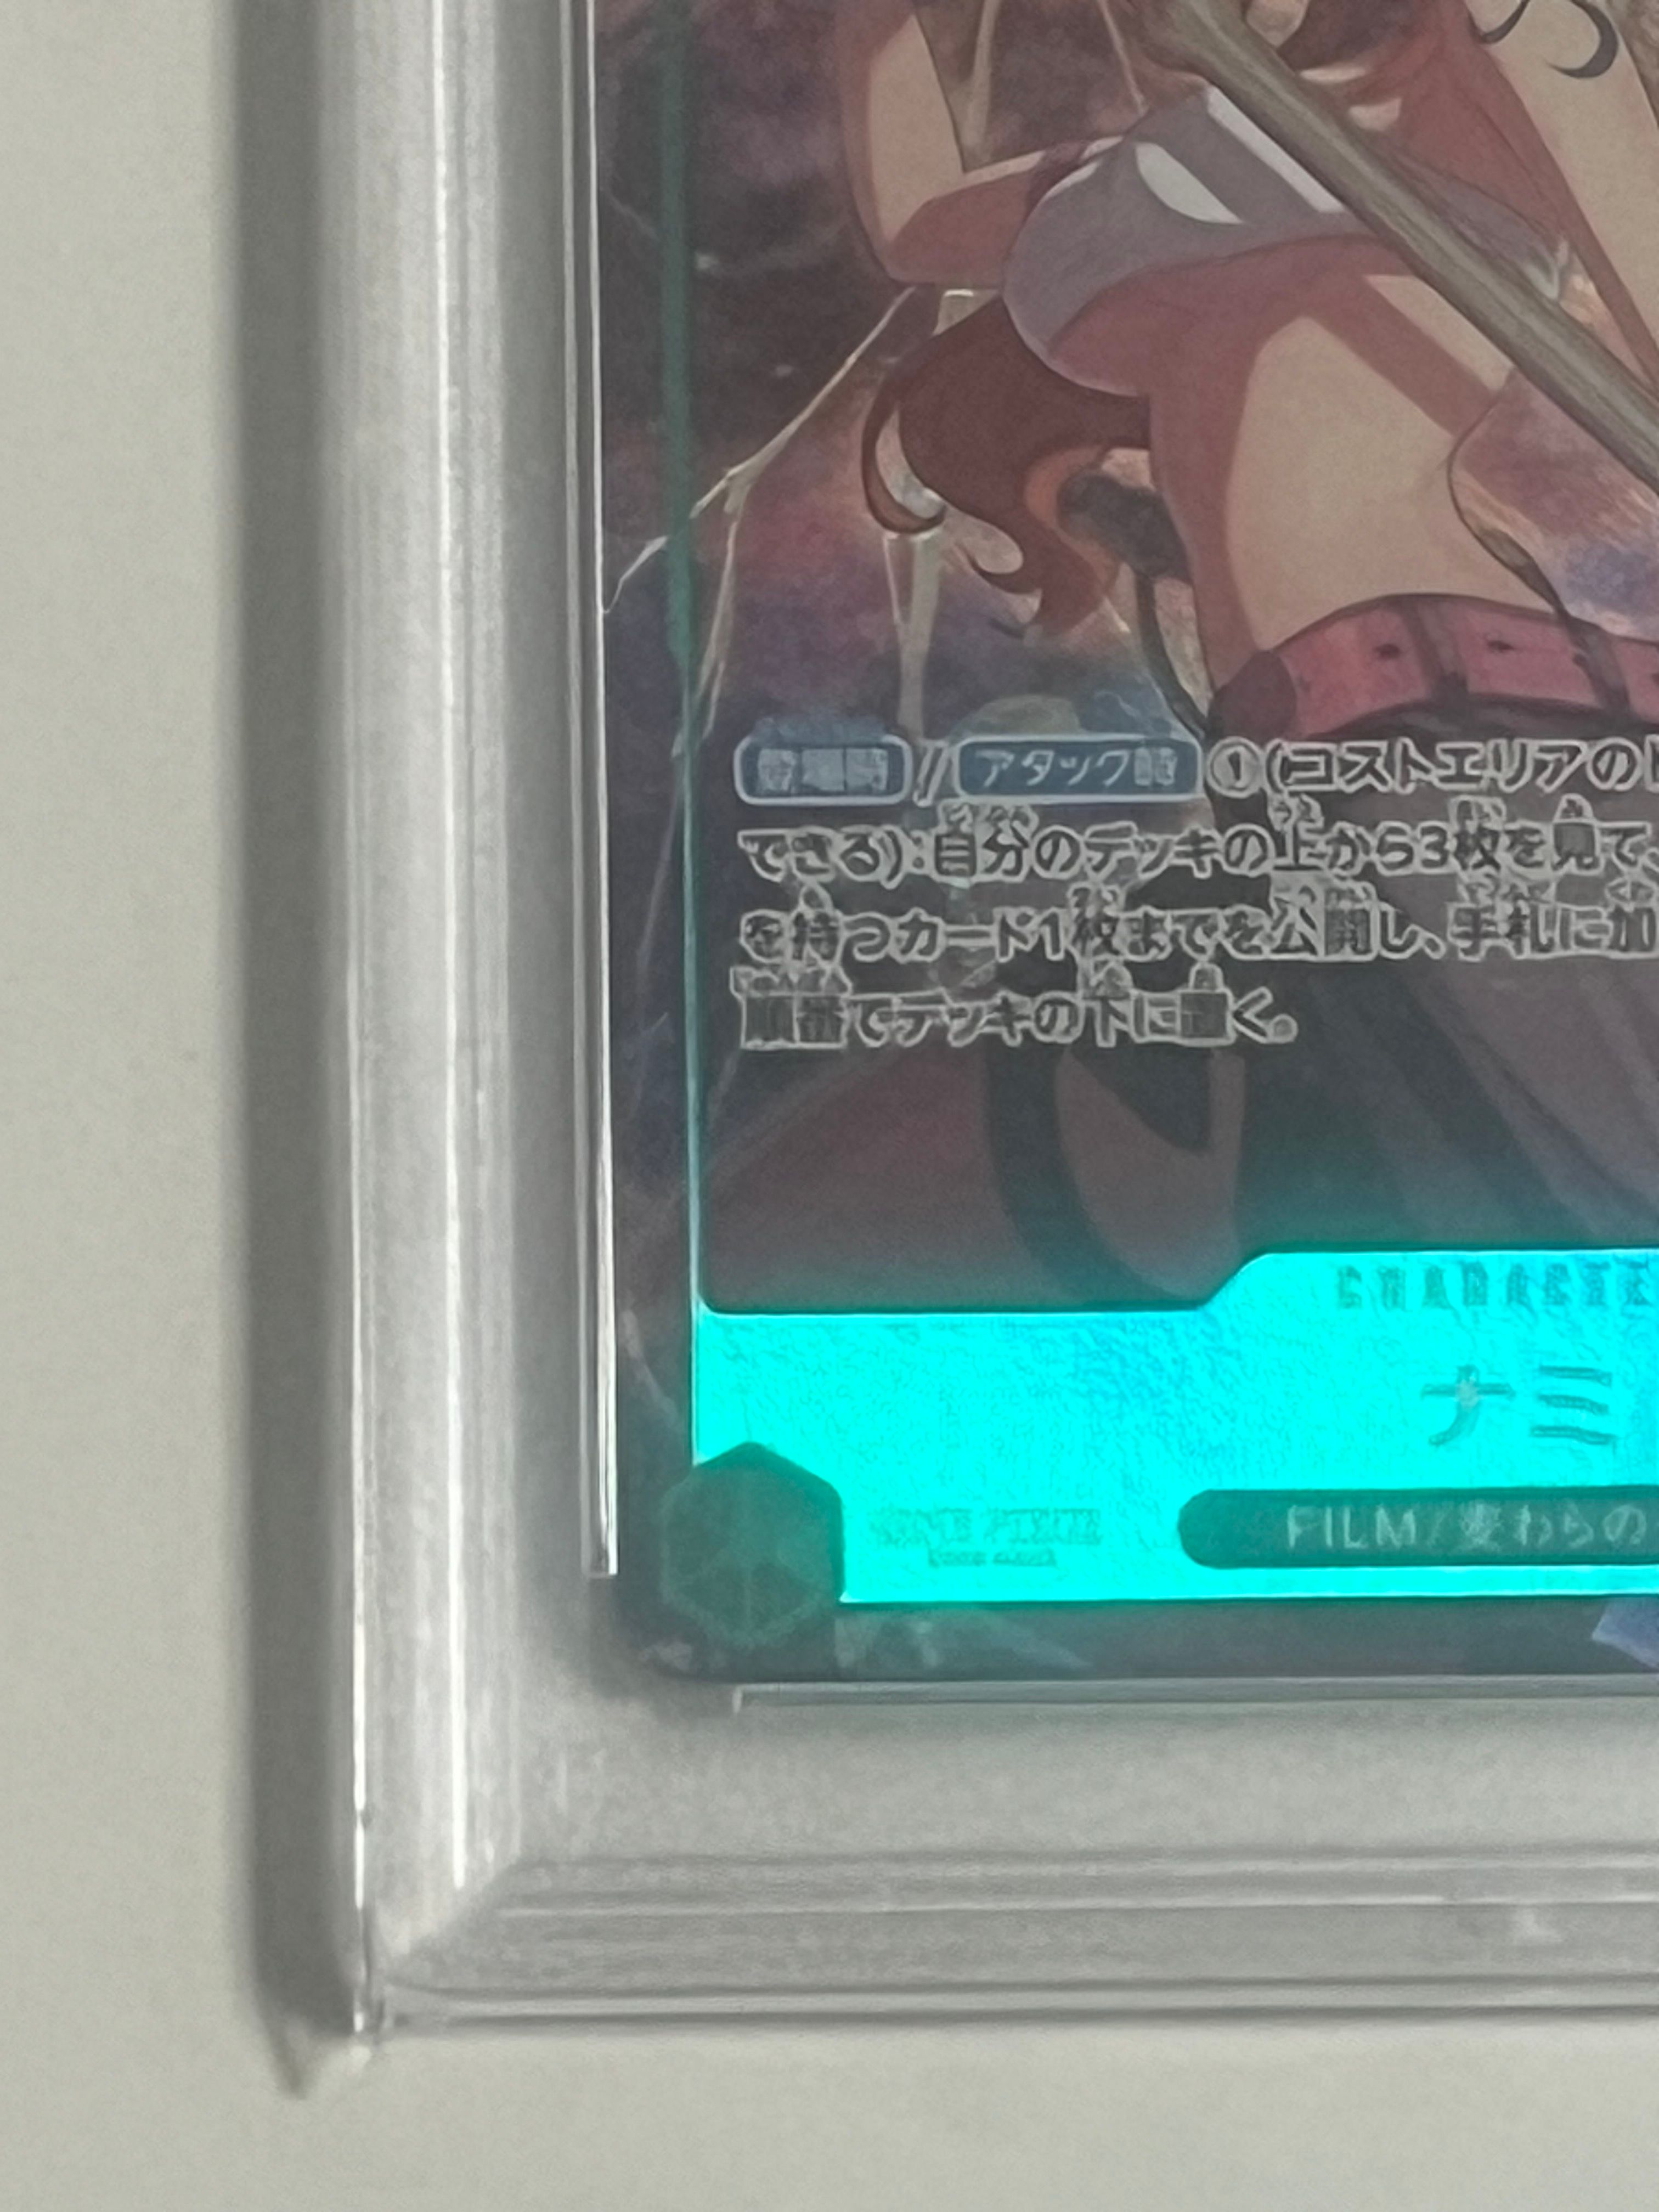 登場時/アタック時 ①(コストエリアの
できる):自分のデッキの上から3枚を見て、
を持つカード1枚までを公開し、手札に加
順番でデッキの下に置く。
CHARACTE
ナミ
FILM/麦わらの